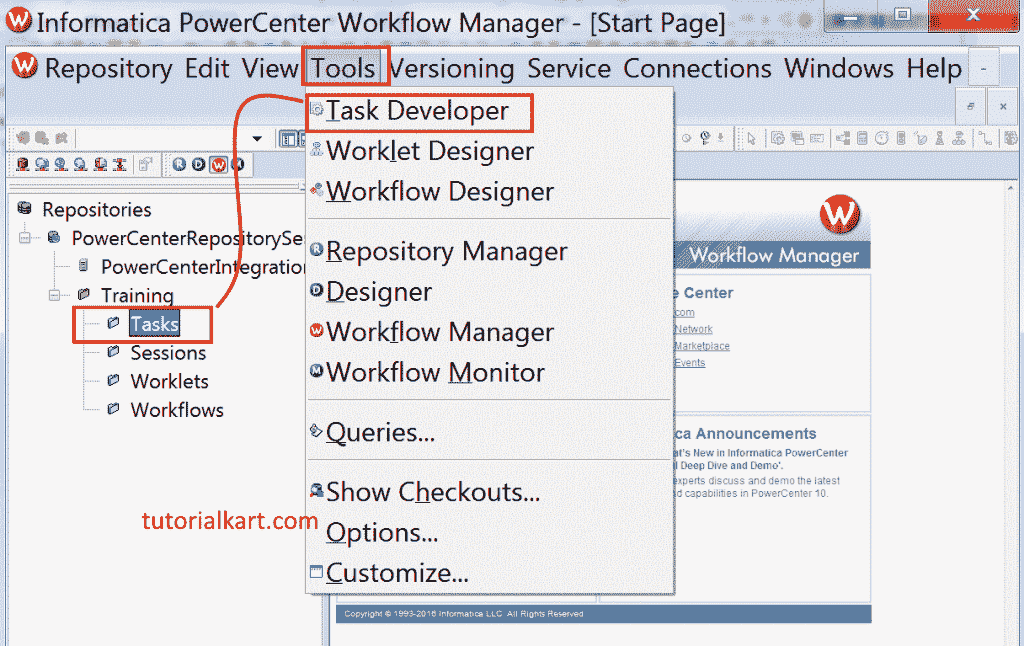 Informatica PowerCenter Workflow Manager - [Start Page]
Repository Edit View Tools Versioning Service Connections Windows Help
Task Developer
Worklet Designer
Workflow Designer
Repository Manager
Designer
Workflow Manager
Workflow Monitor
Queries...
Show Checkouts...
Options...
Customize...
Repositories
PowerCenterRepositorySer
PowerCenterIntegration
Training
Tasks
Sessions
Worklets
Workflows
tutorialkart.com
Workflow Manager
e Center
com
Network
Marketplace
Events
ca Announcements
at's New in Informatica PowerCenter
l Deep Dive and Demo'.
experts discuss and demo the latest
d capabilities in PowerCenter 10.
Copyright © 1993-2016 Informatica LLC. All Rights Reserved